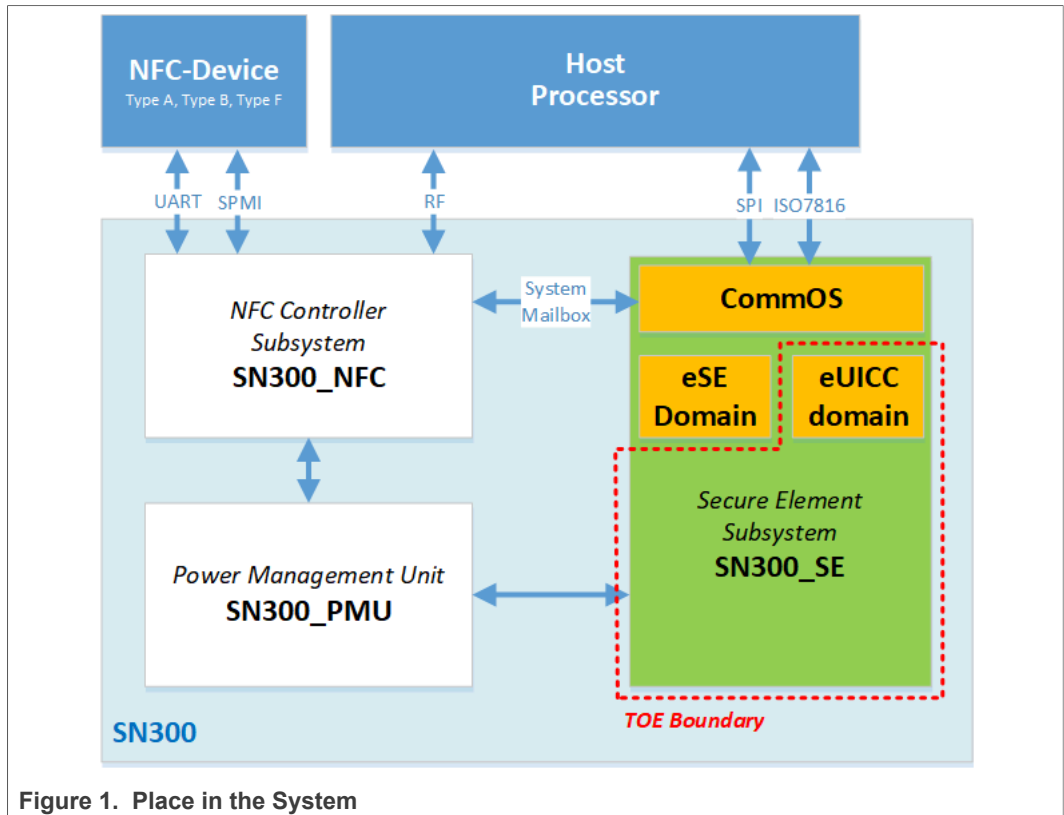 NFC-Device
Type A, Type B, Type F
Host
Processor
UART
SPMI
RF
SPI
ISO7816
NFC Controller
Subsystem
SN300_NFC
System
Mailbox
CommOS
eSE
Domain
eUICC
domain
Secure Element
Subsystem
SN300_SE
Power Management Unit
SN300_PMU
TOE Boundary
SN300
Figure 1. Place in the System